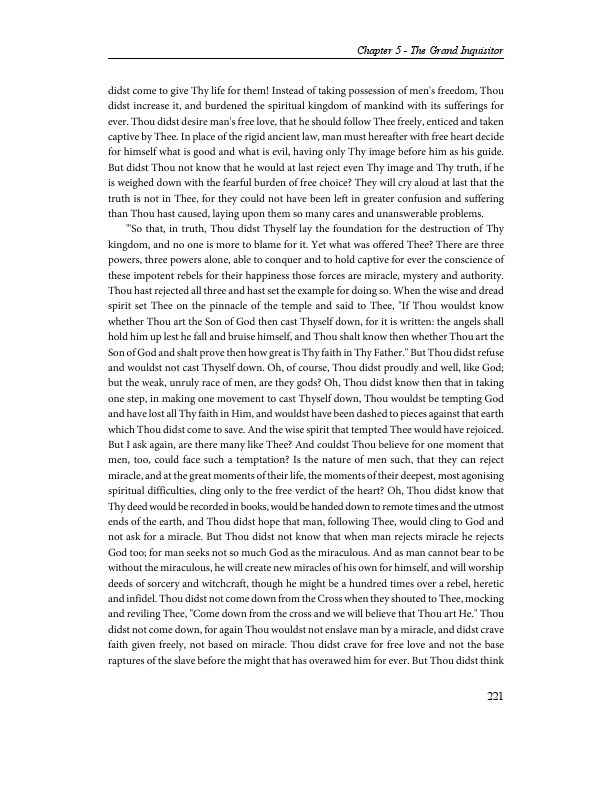 Chapter 5 - The Grand Inquisitor
didst come to give Thy life for them! Instead of taking possession of men's freedom, Thou
didst increase it, and burdened the spiritual kingdom of mankind with its sufferings for
ever. Thou didst desire man's free love, that he should follow Thee freely, enticed and taken
captive by Thee. In place of the rigid ancient law, man must hereafter with free heart decide
for himself what is good and what is evil, having only Thy image before him as his guide.
But didst Thou not know that he would at last reject even Thy image and Thy truth, if he
is weighed down with the fearful burden of free choice? They will cry aloud at last that the
truth is not in Thee, for they could not have been left in greater confusion and suffering
than Thou hast caused, laying upon them so many cares and unanswerable problems.
"'So that, in truth, Thou didst Thyself lay the foundation for the destruction of Thy
kingdom, and no one is more to blame for it. Yet what was offered Thee? There are three
powers, three powers alone, able to conquer and to hold captive for ever the conscience of
these impotent rebels for their happiness those forces are miracle, mystery and authority.
Thou hast rejected all three and hast set the example for doing so. When the wise and dread
spirit set Thee on the pinnacle of the temple and said to Thee, "If Thou wouldst know
whether Thou art the Son of God then cast Thyself down, for it is written: the angels shall
hold him up lest he fall and bruise himself, and Thou shalt know then whether Thou art the
Son of God and shalt prove then how great is Thy faith in Thy Father." But Thou didst refuse
and wouldst not cast Thyself down. Oh, of course, Thou didst proudly and well, like God;
but the weak, unruly race of men, are they gods? Oh, Thou didst know then that in taking
one step, in making one movement to cast Thyself down, Thou wouldst be tempting God
and have lost all Thy faith in Him, and wouldst have been dashed to pieces against that earth
which Thou didst come to save. And the wise spirit that tempted Thee would have rejoiced.
But I ask again, are there many like Thee? And couldst Thou believe for one moment that
men, too, could face such a temptation? Is the nature of men such, that they can reject
miracle, and at the great moments of their life, the moments of their deepest, most agonising
spiritual difficulties, cling only to the free verdict of the heart? Oh, Thou didst know that
Thy deed would be recorded in books, would be handed down to remote times and the utmost
ends of the earth, and Thou didst hope that man, following Thee, would cling to God and
not ask for a miracle. But Thou didst not know that when man rejects miracle he rejects
God too; for man seeks not so much God as the miraculous. And as man cannot bear to be
without the miraculous, he will create new miracles of his own for himself, and will worship
deeds of sorcery and witchcraft, though he might be a hundred times over a rebel, heretic
and infidel. Thou didst not come down from the Cross when they shouted to Thee, mocking
and reviling Thee, "Come down from the cross and we will believe that Thou art He." Thou
didst not come down, for again Thou wouldst not enslave man by a miracle, and didst crave
faith given freely, not based on miracle. Thou didst crave for free love and not the base
raptures of the slave before the might that has overawed him for ever. But Thou didst think
221